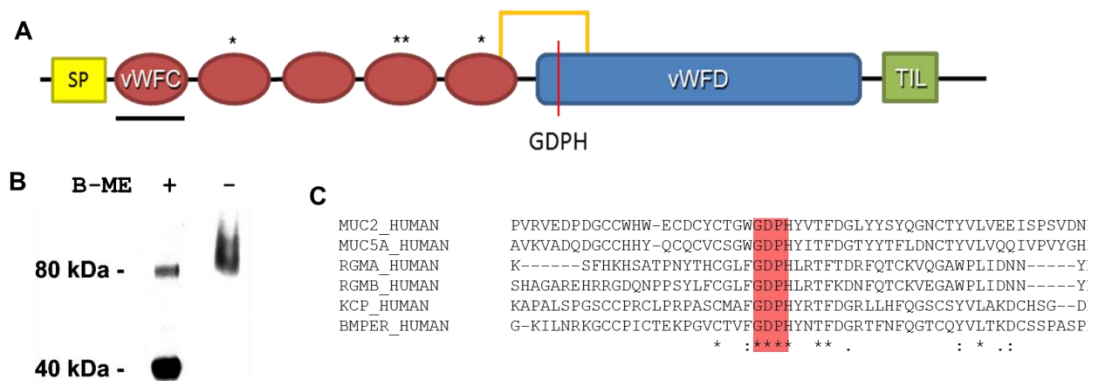 A
*
**
*
SP
vWFC
vWFD
TIL
GDPH
B
B-ME + -
80 kDa -
40 kDa -
C
MUC2_HUMAN PVRVEDPDGCCWHW-ECDCYCTGWGDPHYVTFDGLYYSYQGNCTYVLVEEISPSVDN
MUC5A_HUMAN AVKVADQDGCCHHY-QCQCVCSGWGDPHYITFDGTYYTFLDNCTYVLVQQIVPVYGH
RGMA_HUMAN K------SFHKHSATPNYTHCGLFGDPHLRTFTDRFQTCKVQGAWPLIDNN-----Y
RGMB_HUMAN SHAGAREHRRGDQNPPSYLFCGLFGDPHLRTFKDNFQTCKVEGAWPLIDNN-----Y
KCP_HUMAN KAPALSPGSCCPRCLPRPASCMAFGDPHYRTFDGRLLHFQGSCSYVLAKDCHSG--D
BMPER_HUMAN G-KILNRKGCCPICTEKPGVCTVFGDPHYNTFDGRTFNFQGTCQYVLTKDCSSPASP
* :**** ** . : * .: